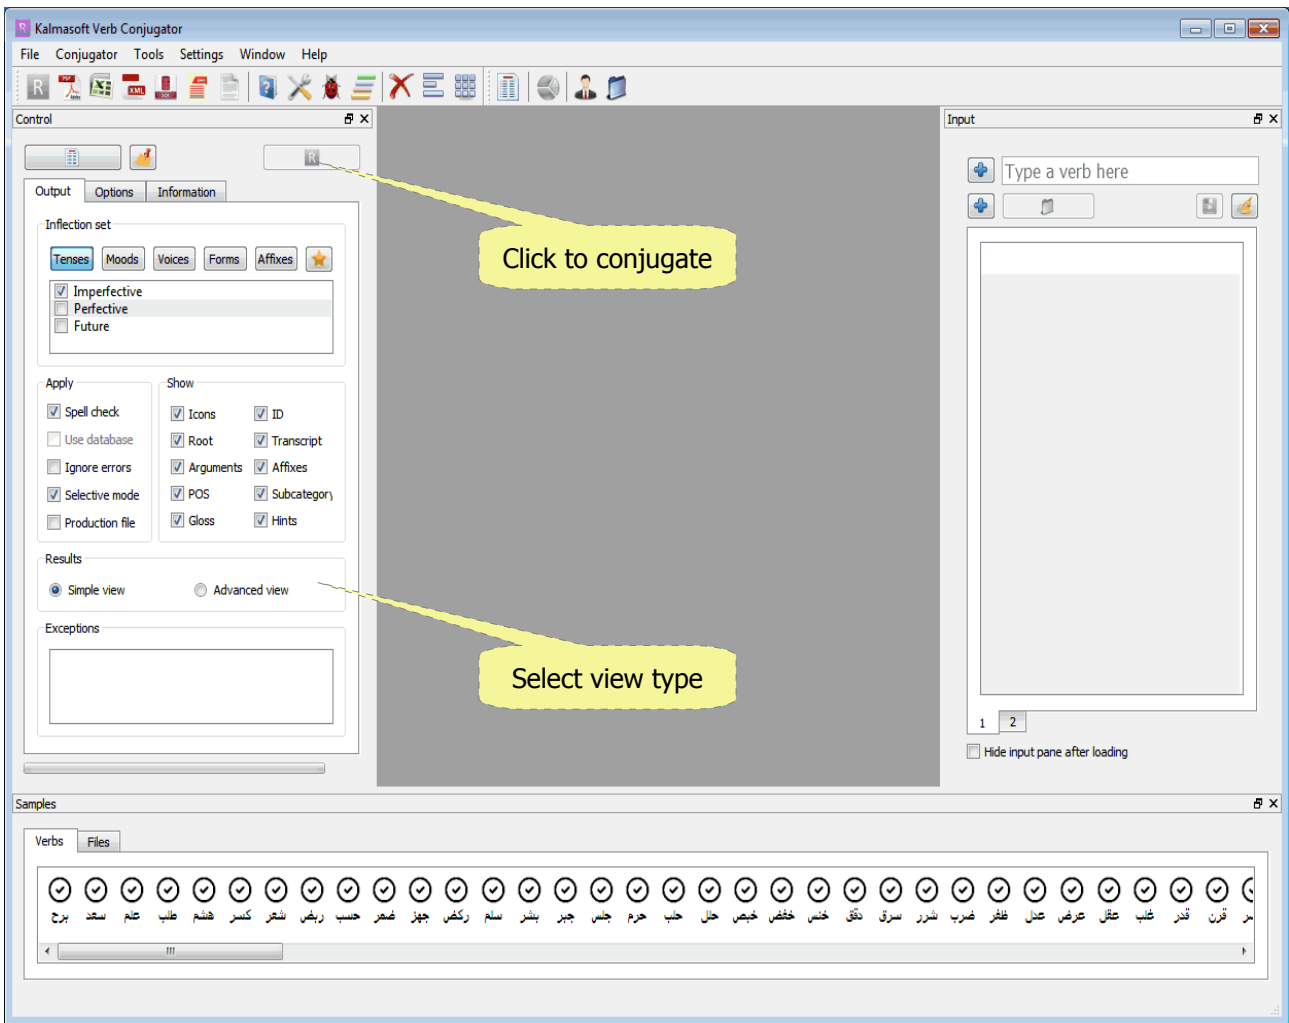 Kalmasoft Verb Conjugator
File Conjugator Tools Settings Window Help
Control
Input
Type a verb here
Output Options Information
Inflection set
Tenses Moods Voices Forms Affixes
Imperfective
Perfective
Future
Click to conjugate
Apply
Show
Spell check
Icons ID
Use database
Root Transcript
Ignore errors
Arguments Affixes
Selective mode
POS Subcategory
Production file
Gloss Hints
Results
Simple view Advanced view
Exceptions
Select view type
1 2
Hide input pane after loading
Samples
Verbs Files
برح سعد علم طلب هشم كسر شعر ربض حسب ضمر جهز ركض سلم بشر جبر جلس حرم حلب حلل خبص خفض خنس دقق سرق شرر ضرب ظفر عدل عرض عقل غلب قدر قرن